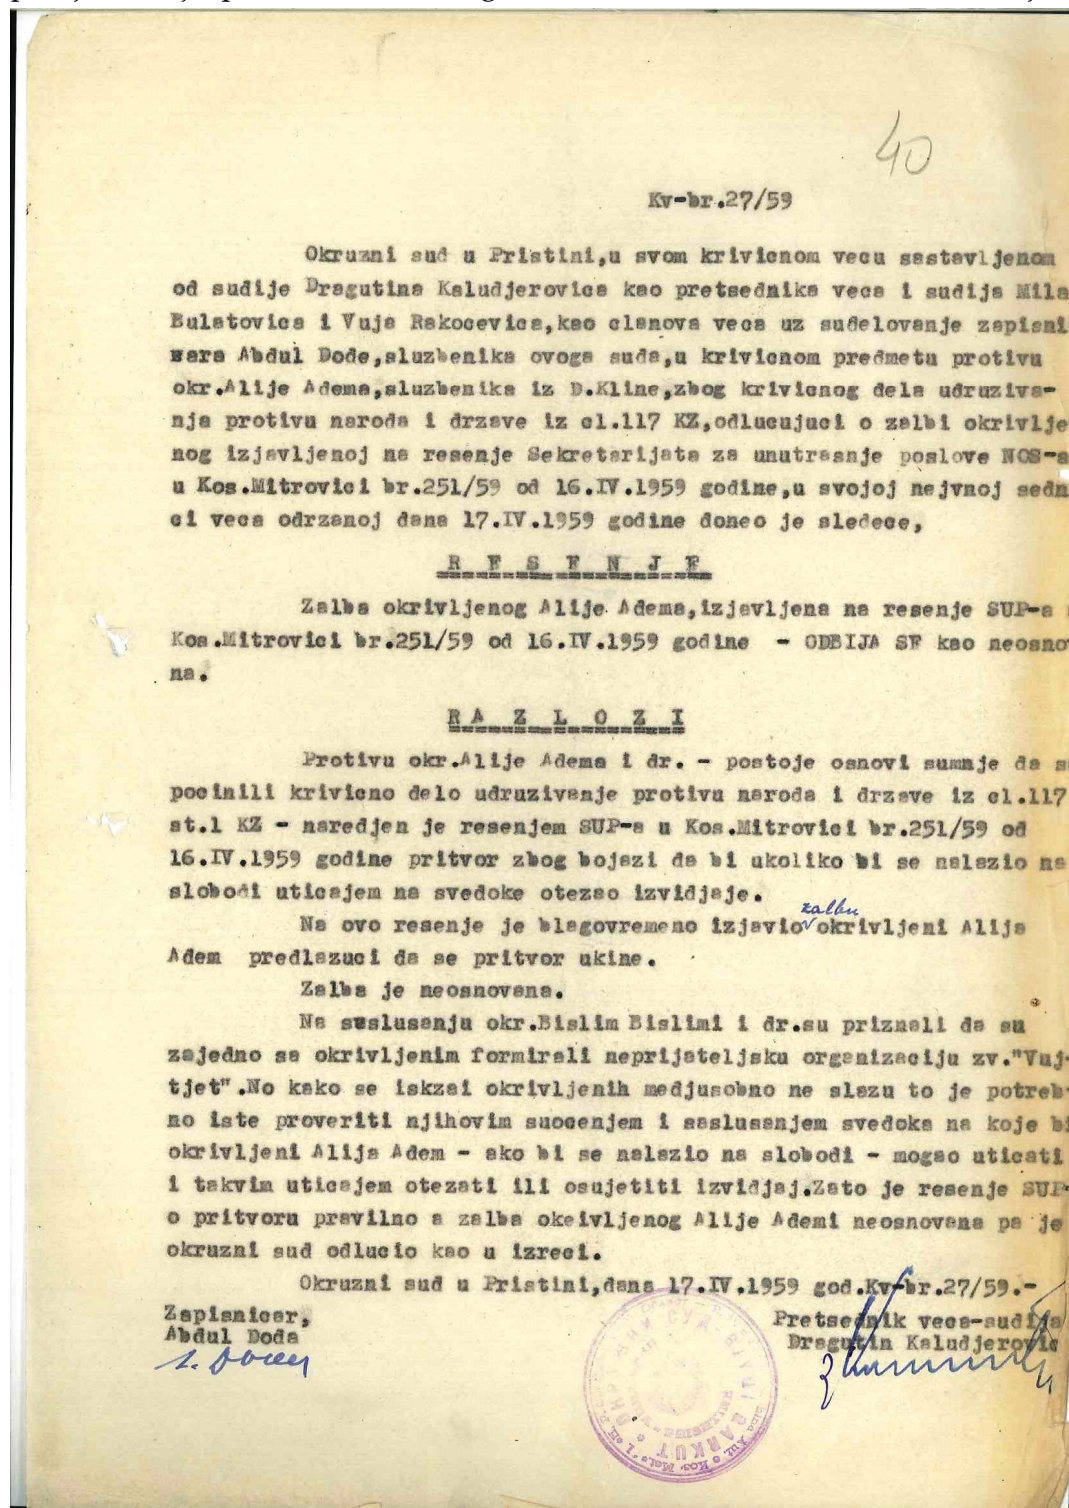 40
Kv-br.27/59
Okruzni sud u Pristini,u svom krivicnom vecu sastavljenom
od sudije Dragutina Kaludjerovica kao pretsednika veca i sudija Mila
Bulatovica i Vuja Rakocevica,kao clanova veca uz sudelovanje zapisni
zara Abdul Dode,sluzbenika ovoga suda,u krivicnom predmetu protivu
okr.Alije Adema,sluzbenika iz D.Kline,zbog krivicnog dela udruziva-
nja protivu naroda i drzave iz cl.117 KZ,odlucujuci o zalbi okrivlje
nog izjavljenoj na resenje Sekretarijata za unutrasnje poslove NOS-a
u Kos.Mitrovici br.251/59 od 16.IV.1959 godine,u svojoj nejvnoj sedn
ci veca odrzanoj dana 17.IV.1959 godine doneo je sledece,
R E S E N J E
Zalba okrivljenog Alije Adema,izjavljena na resenje SUP-a
Kos.Mitrovici br.251/59 od 16.IV.1959 godine - ODBIJA SE kao neosno
na.
R A Z L O Z I
Protivu okr.Alije Adema i dr. - postoje osnovi sumnje da s
pocinili krivicno delo udruzivanje protivu naroda i drzave iz cl.117
st.1 KZ - naredjen je resenjem SUP-a u Kos.Mitrovici br.251/59 od
16.IV.1959 godine pritvor zbog bojazi da bi ukoliko bi se nalazio na
slobodi uticajem na svedoke otezao izvidjaje.
Na ovo resenje je blagovremeno izjavio zalbu okrivljeni Alija
Adem predlazuci da se pritvor ukine.
Zalba je neosnovana.
Na saslusanju okr.Bislim Bislimi i dr.su priznali da su
zajedno sa okrivljenim formirali neprijateljsku organizaciju zv."Vuj-
tjet".No kako se iskzai okrivljenih medjusobno ne slazu to je potreb-
no iste proveriti njihovim suocenjem i saslusanjem svedoka na koje bi
okrivljeni Alija Adem - ako bi se nalazio na slobodi - mogao uticati
i takvim uticajem otezati ili osujetiti izvidjaj.Zato je resenje SUP-
o pritvoru pravilno a zalba okeivljenog Alije Ademi neosnovana pa je
okruzni sud odlucio kao u izreci.
Okruzni sud u Pristini,dana 17.IV.1959 god.Kv-br.27/59.-
Zapisnicar,
Abdul Doda
Pretsednik veca-sudija
Dragutin Kaludjerovic